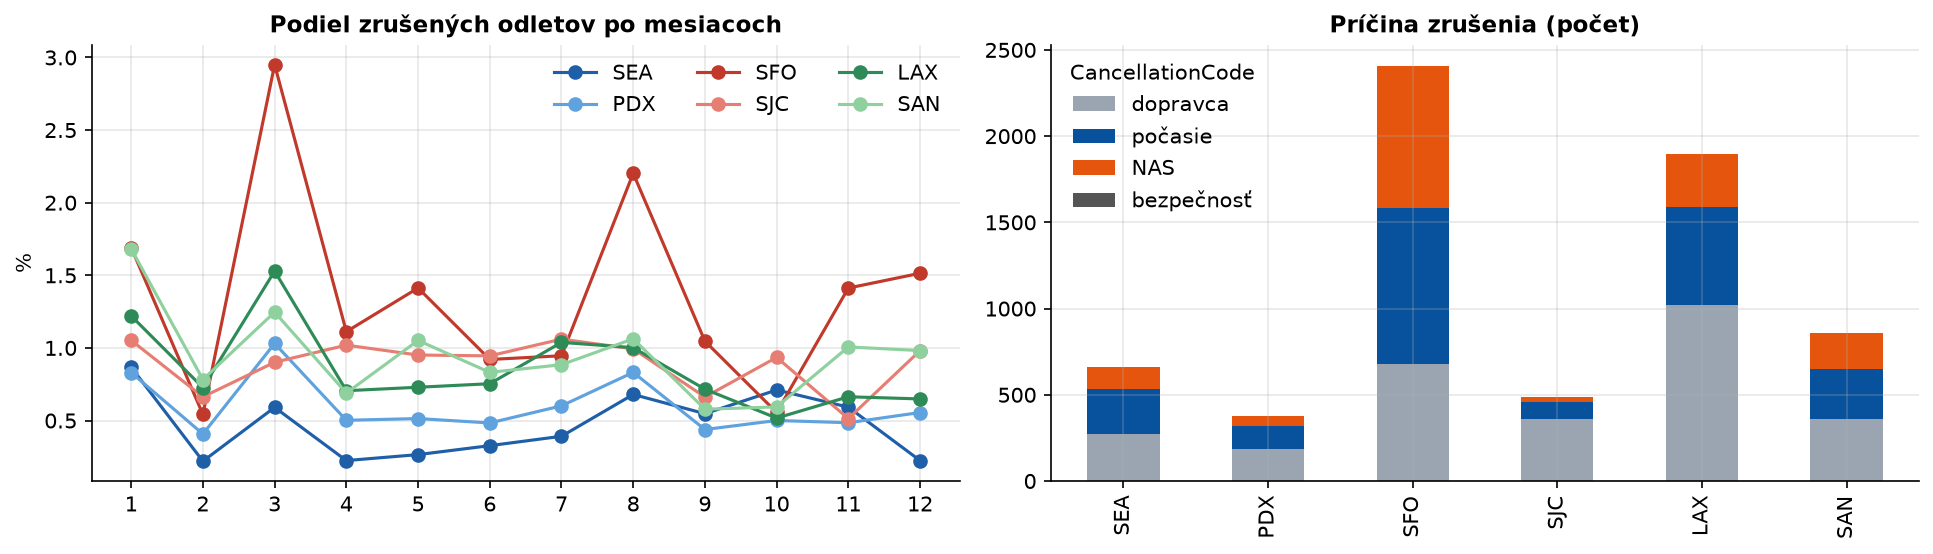 Podiel zrušených odletov po mesiacoch
%
3.0
2.5
2.0
1.5
1.0
0.5
SEA
SFO
LAX
PDX
SJC
SAN
1 2 3 4 5 6 7 8 9 10 11 12
Príčina zrušenia (počet)
2500
2000
1500
1000
500
0
CancellationCode
dopravca
počasie
NAS
bezpečnosť
SEA
PDX
SFO
SJC
LAX
SAN